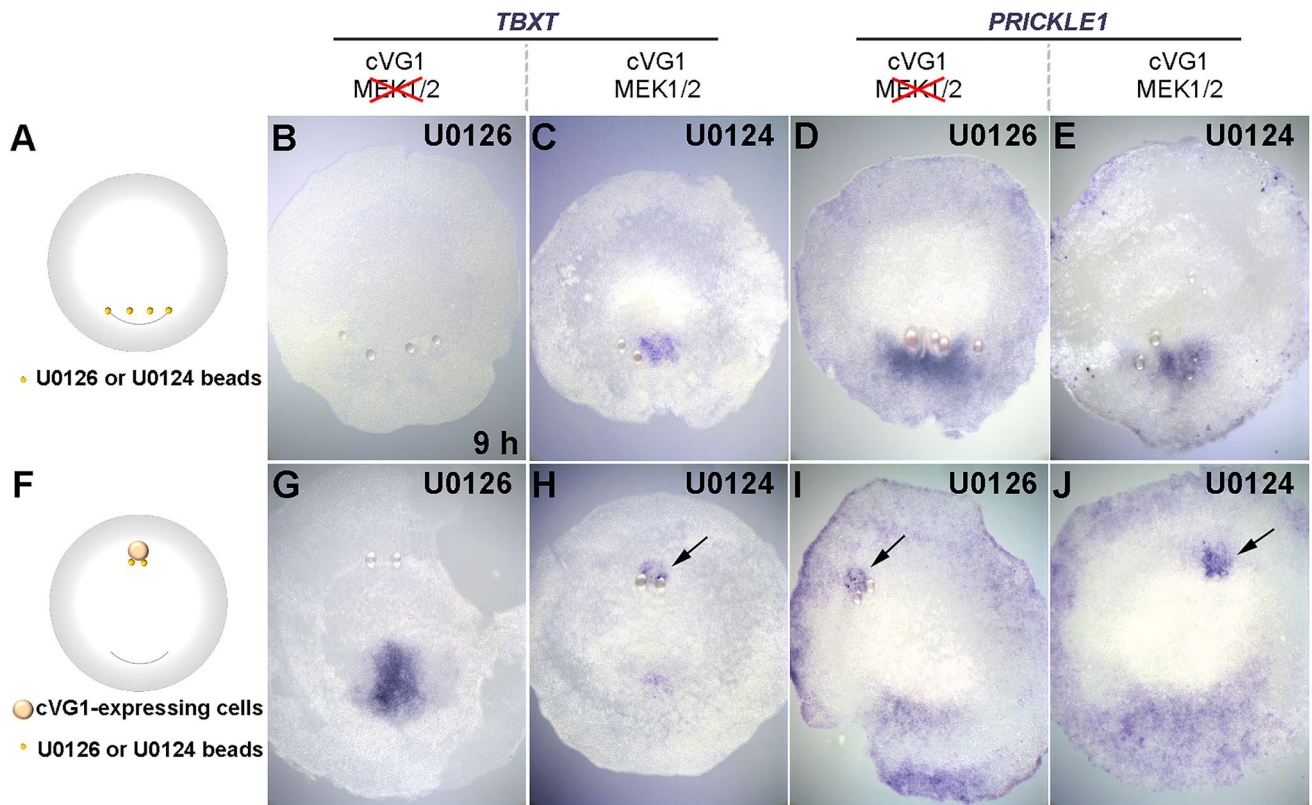 TBXT PRICKLE1
cVG1 cVG1 cVG1 cVG1
MEK1/2 MEK1/2 MEK1/2 MEK1/2
A B U0126 C U0124 D U0126 E U0124
U0126 or U0124 beads
9 h
F G U0126 H U0124 I U0126 J U0124
cVG1-expressing cells
U0126 or U0124 beads